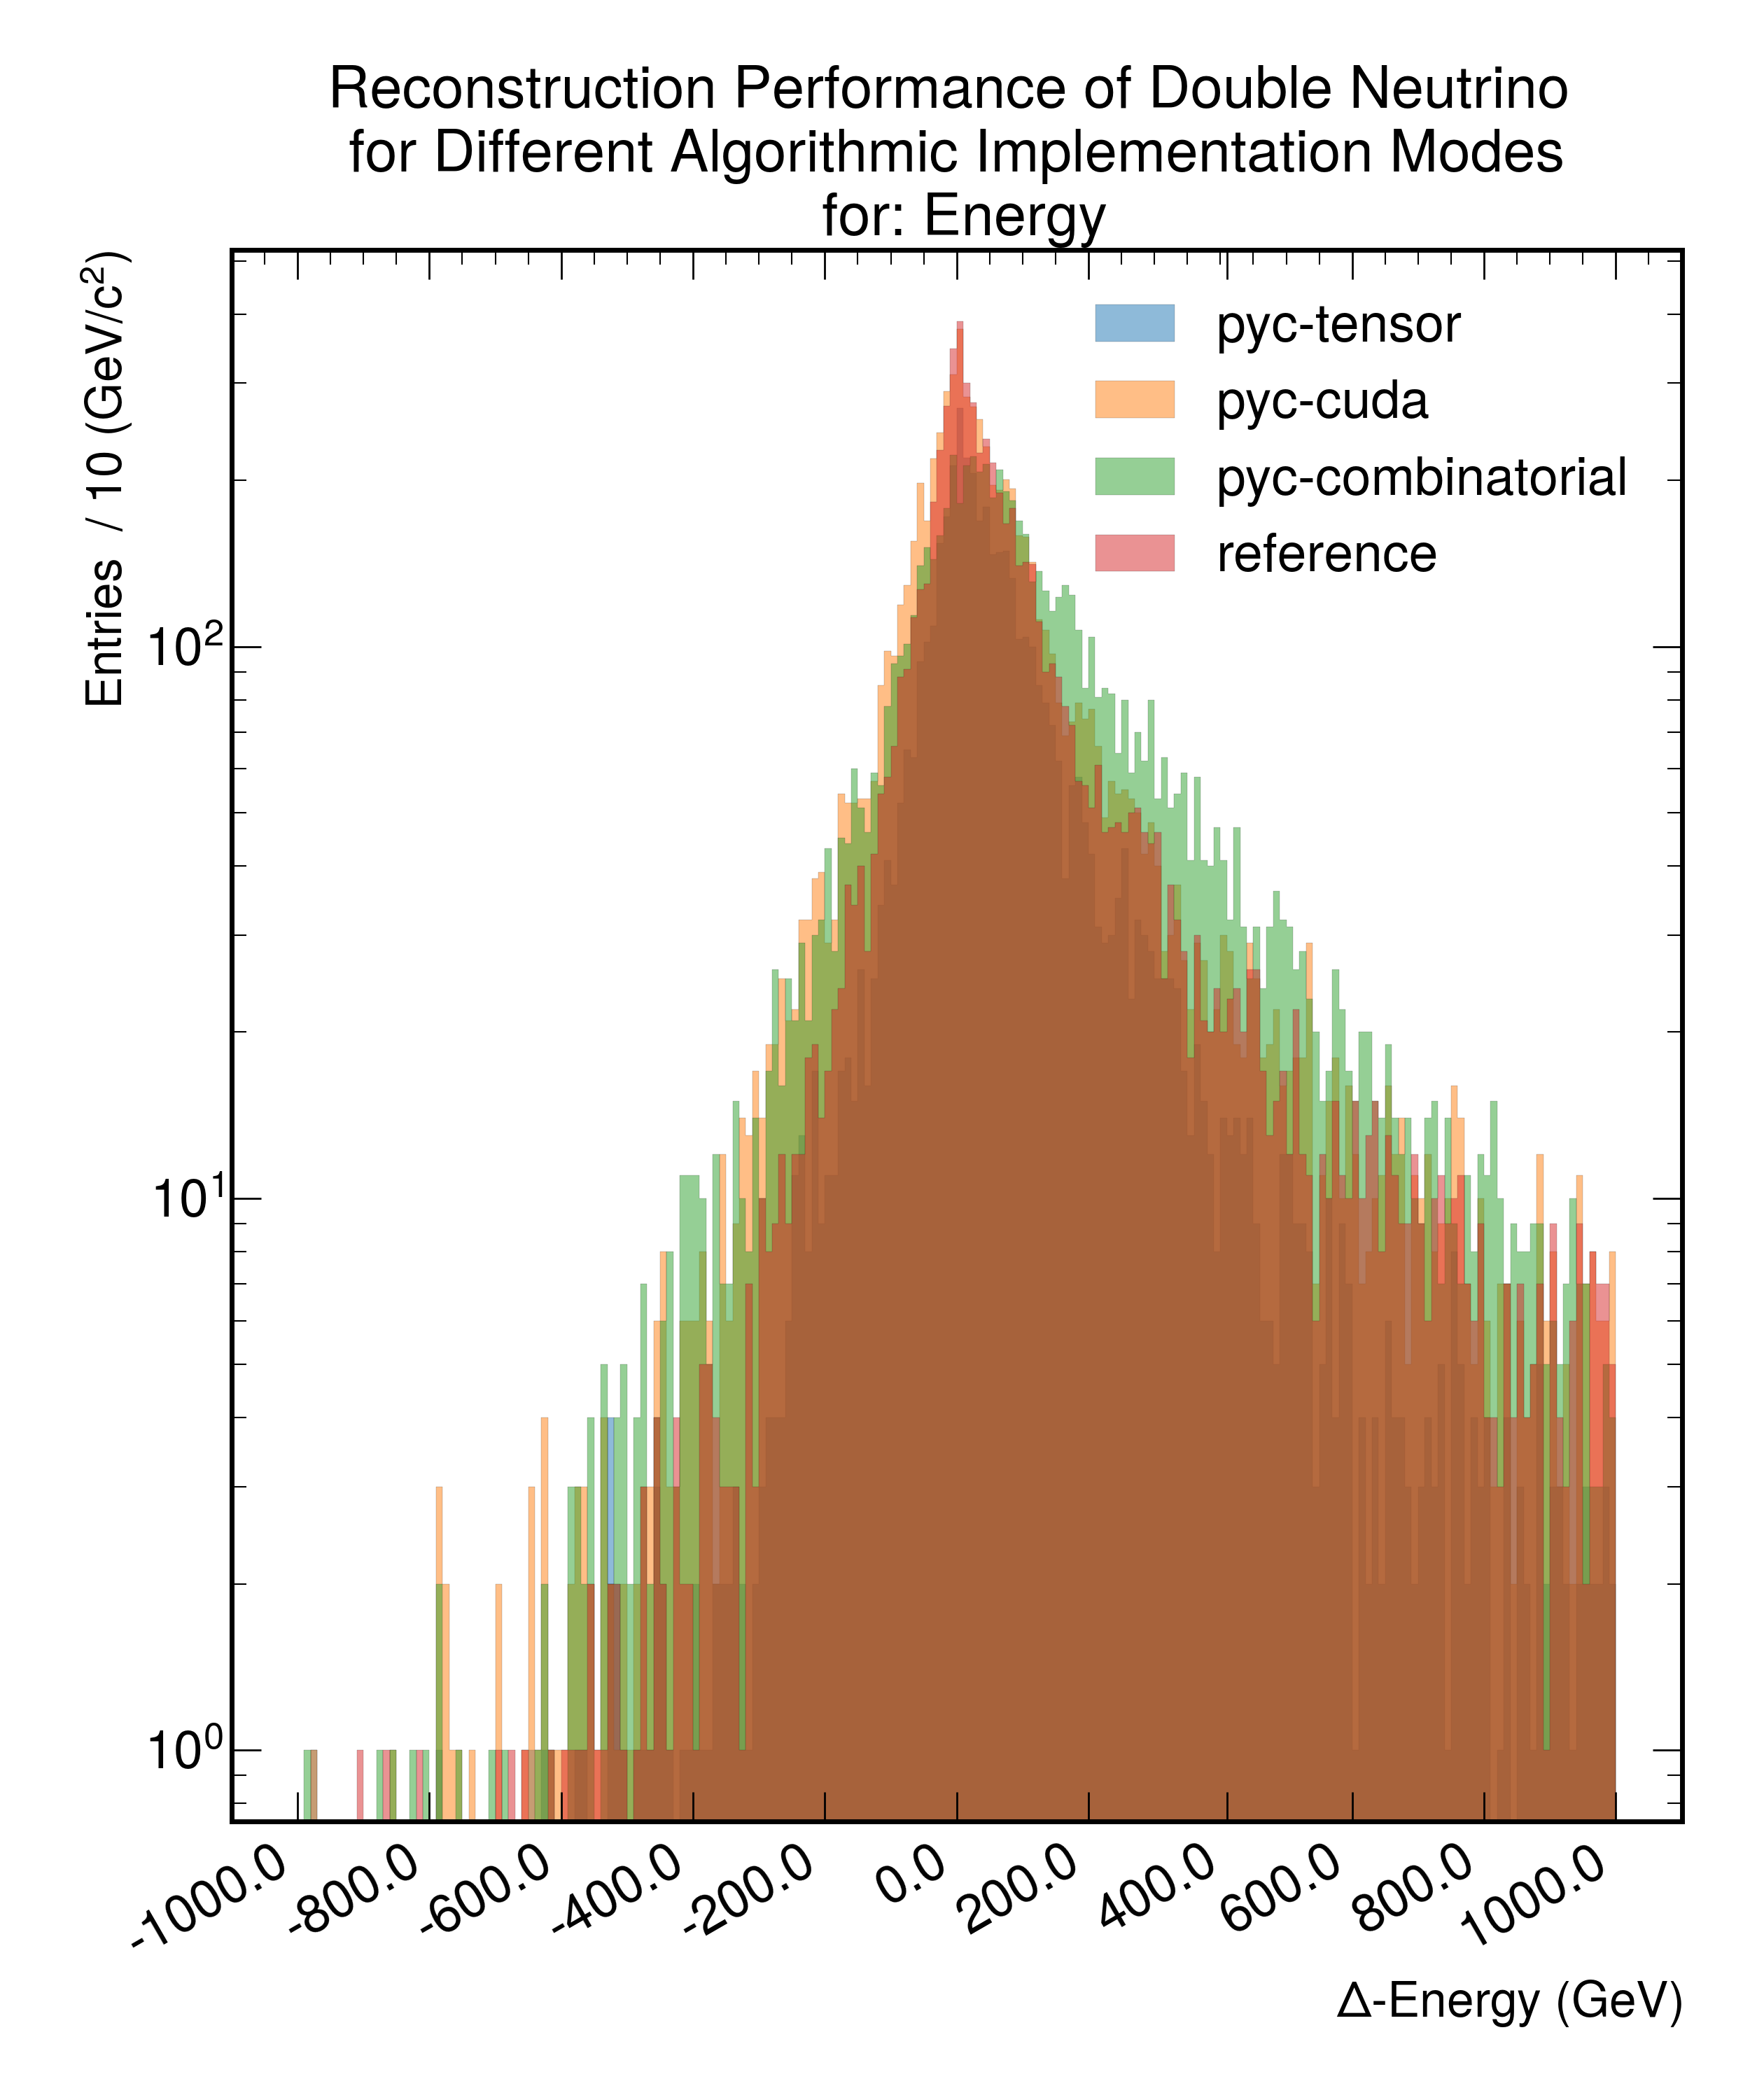 Reconstruction Performance of Double Neutrino
for Different Algorithmic Implementation Modes
for: Energy
Entries / 10 (GeV/c²)
pyc-tensor
pyc-cuda
pyc-combinatorial
reference
10²
10¹
10⁰
-1000.0
-800.0
-600.0
-400.0
-200.0
0.0
200.0
400.0
600.0
800.0
1000.0
Δ-Energy (GeV)